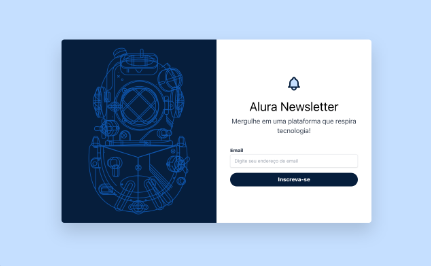 Alura Newsletter
Mergulhe em uma plataforma que respira
tecnologia!
Email
Digite seu endereço de email
Inscreva-se